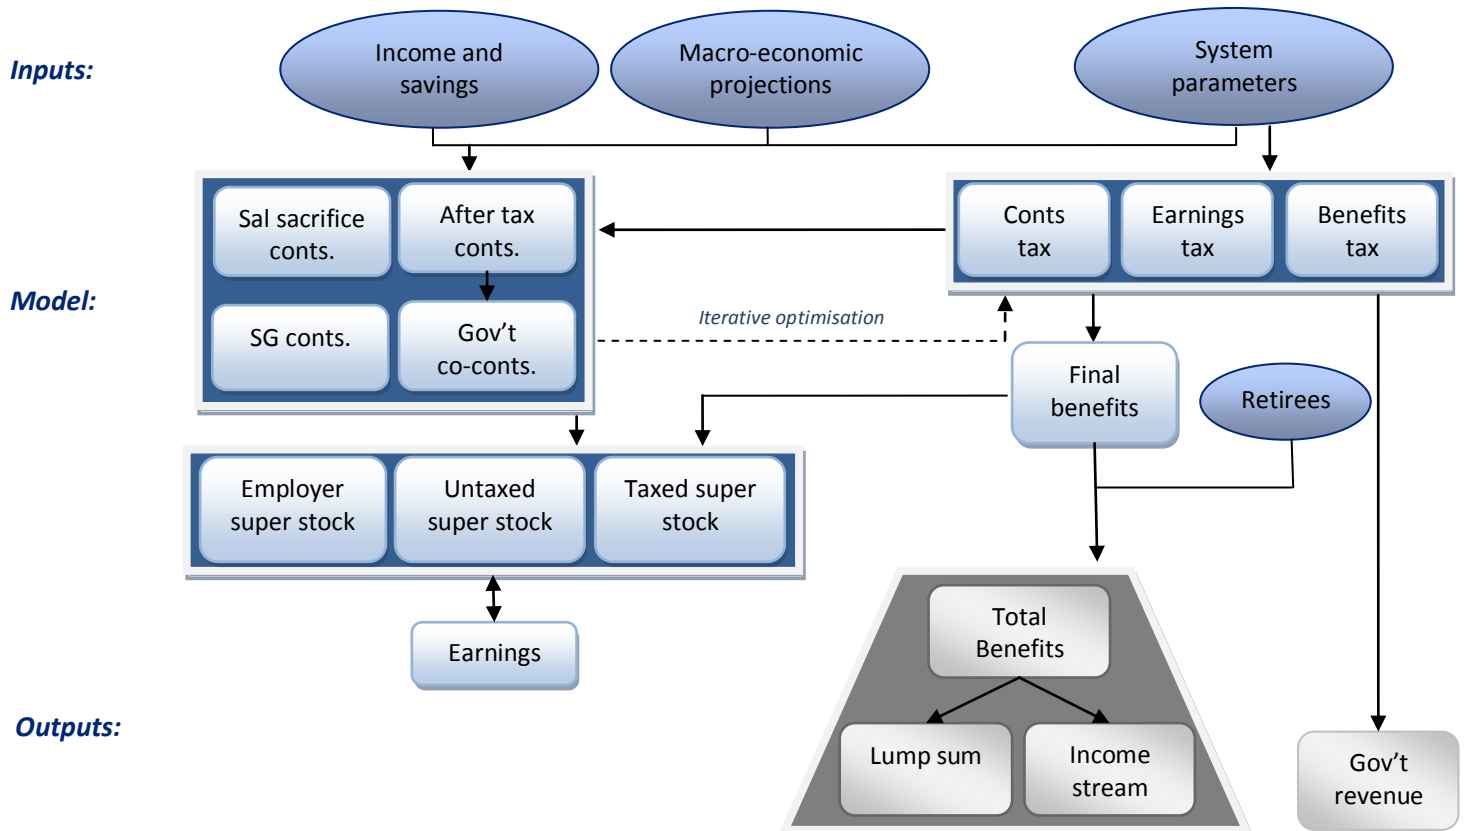 Inputs:
Income and
savings
Macro-economic
projections
System
parameters
Model:
Sal sacrifice
conts.
After tax
conts.
SG conts.
Gov’t
co-conts.
Conts
tax
Earnings
tax
Benefits
tax
Iterative optimisation
Final
benefits
Retirees
Employer
super stock
Untaxed
super stock
Taxed super
stock
Earnings
Outputs:
Total
Benefits
Lump sum
Income
stream
Gov’t
revenue